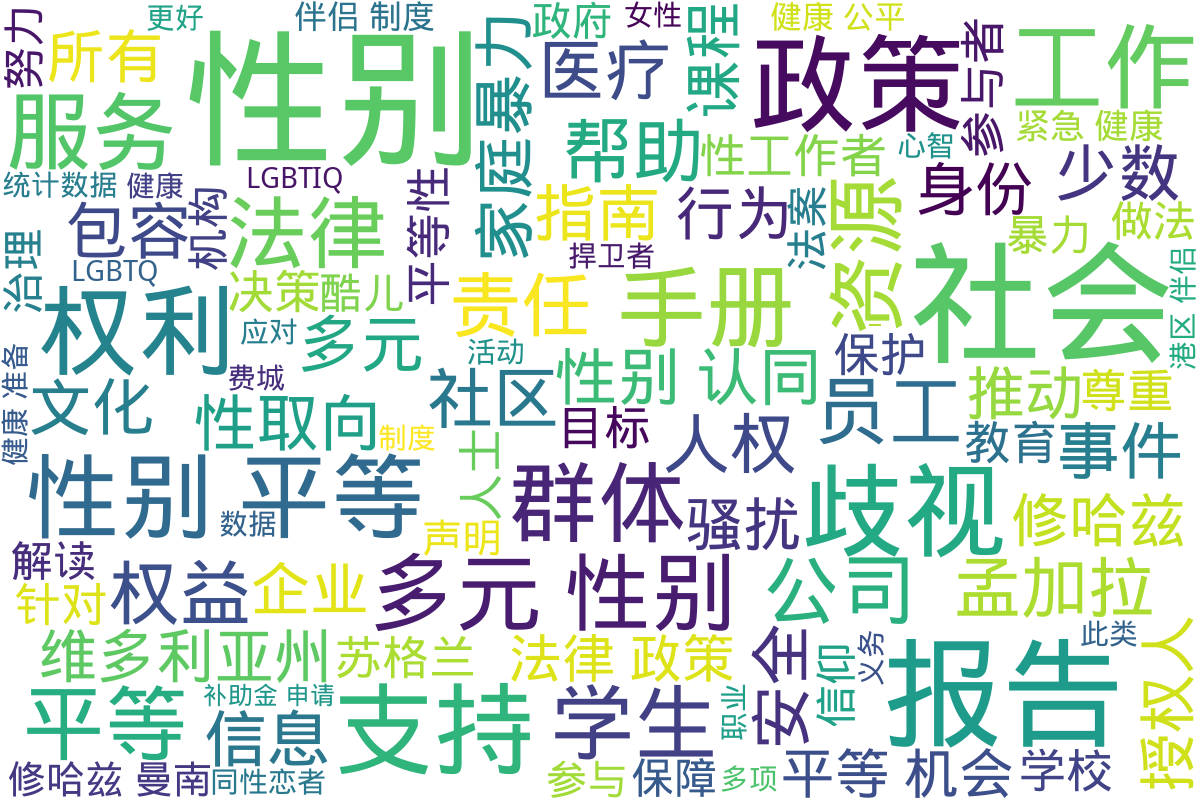 努力
更好
伴侣 制度
政府
女性
健康 公平
所有
性别
家庭暴力
医疗
课程
政策
参与者
工作
服务
帮助
性工作者
心智
紧急 健康
统计数据
健康
LGBTIQ
平等性
指南
行为
法案
资源
身份
少数
包容
机构
法律
捍卫者
暴力
做法
治理
LGBTQ
决策
酷儿
责任
手册
社会
港区 伴侣
权利
应对
多元
活动
保护
健康 准备
文化
费城
性取向
制度
社区
性别 认同
目标
人权
员工
推动
尊重
教育
事件
人士
性别 平等
数据
声明
群体
骚扰
歧视
修哈兹
解读
针对
权益
企业
多元 性别
公司
孟加拉
维多利亚州
苏格兰
法律 政策
安全
信仰
义务
此类
报告
授权人
平等
补助金 申请
信息
支持
学生
职业
修哈兹 曼南
同性恋者
参与
保障
多项
平等 机会
学校